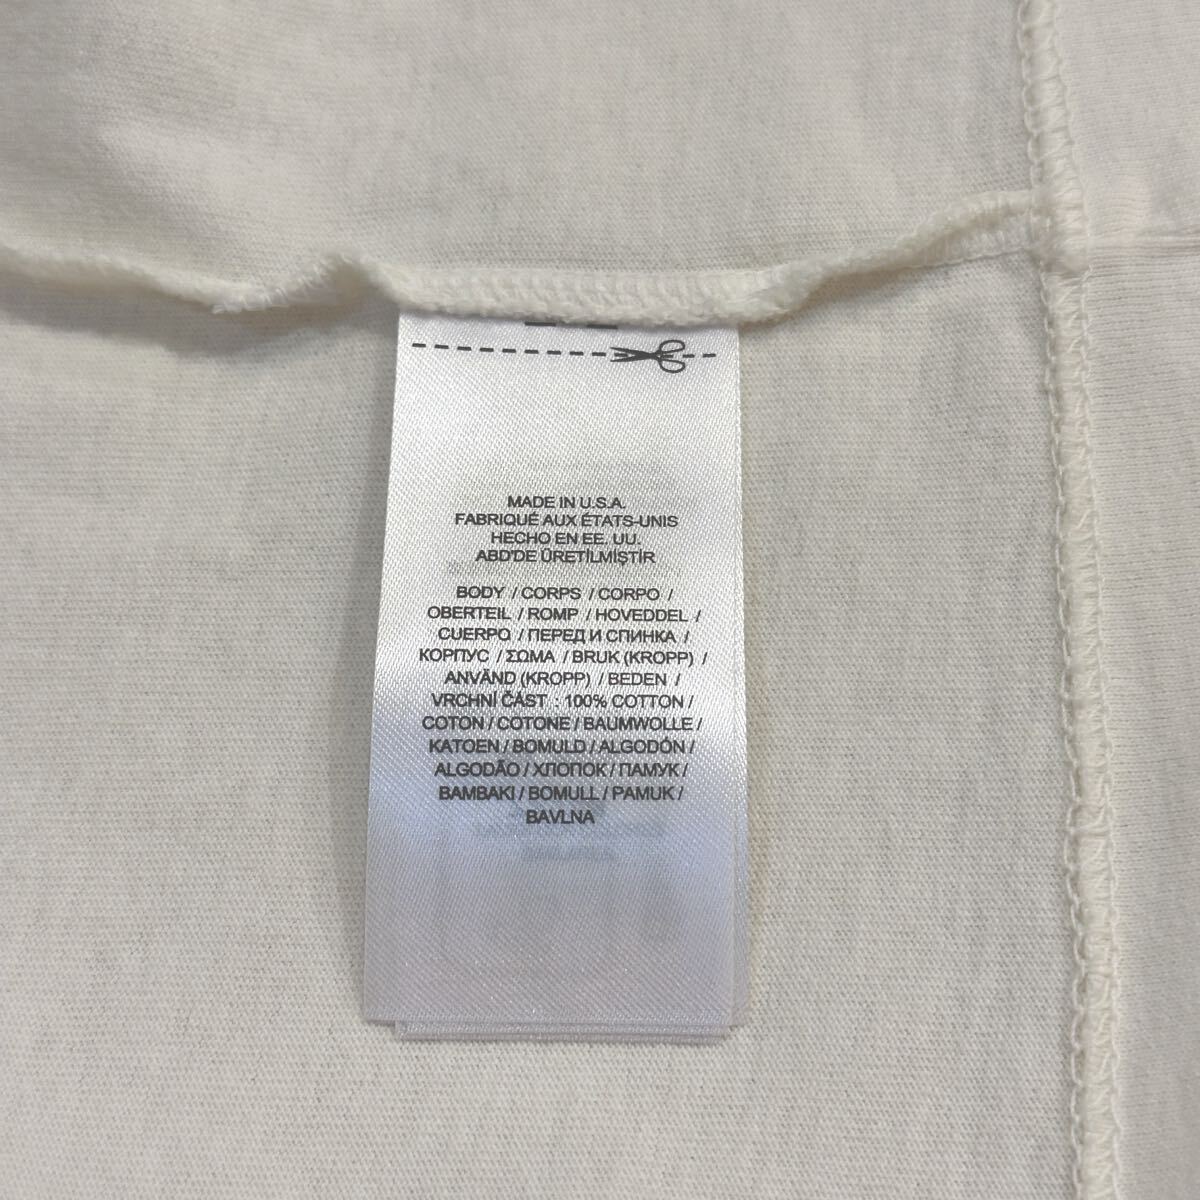 MADE IN U.S.A.
FABRIQUÉ AUX ÉTATS-UNIS
HECHO EN EE. UU.
ABD'DE ÜRETİLMİŞTİR
BODY / CORPS / CORPO /
OBERTEIL / ROMP / HOVEDDEL /
CUERPO / ПЕРЕД И СПИНКА /
КОРПУС / ΣΩΜΑ / BRUK (KROPP) /
ANVÄND (KROPP) / BEDEN /
VRCHNÍ ČÁST : 100% COTTON /
COTON / COTONE / BAUMWOLLE /
KATOEN / BOMULD / ALGODÓN /
ALGODÃO / ХЛОПОК / ПАМУК /
BAMBAKI / BOMULL / PAMUK /
BAVLNA